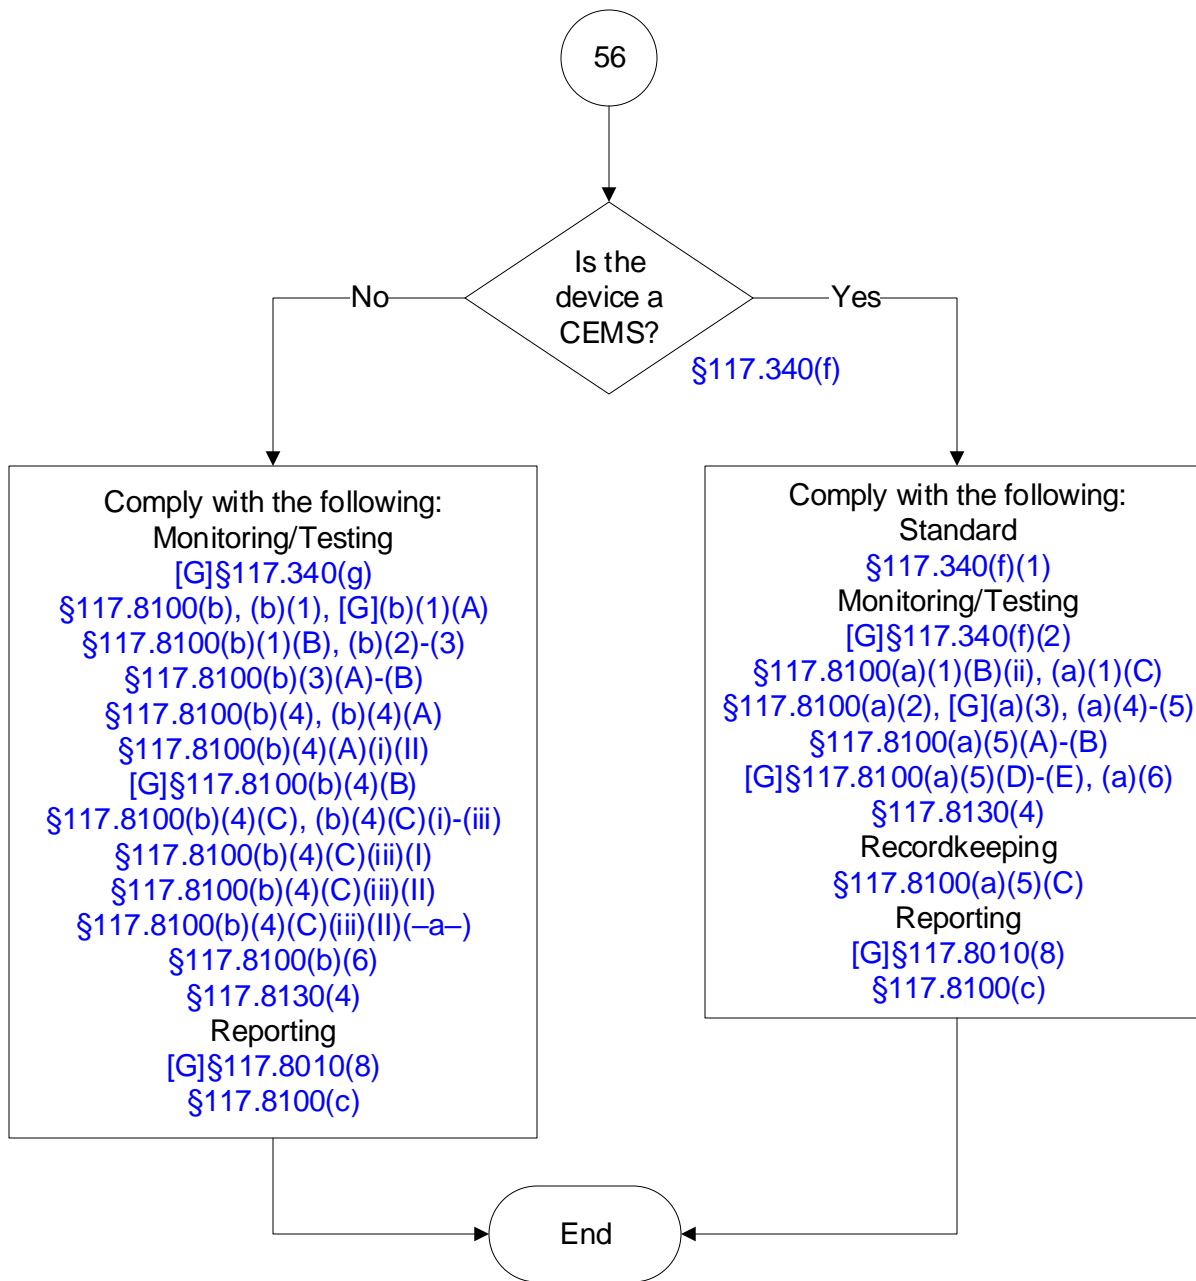 56
Is the
device a
CEMS?
No
Yes
§117.340(f)
Comply with the following:
Monitoring/Testing
[G]§117.340(g)
§117.8100(b), (b)(1), [G](b)(1)(A)
§117.8100(b)(1)(B), (b)(2)-(3)
§117.8100(b)(3)(A)-(B)
§117.8100(b)(4), (b)(4)(A)
§117.8100(b)(4)(A)(i)(II)
[G]§117.8100(b)(4)(B)
§117.8100(b)(4)(C), (b)(4)(C)(i)-(iii)
§117.8100(b)(4)(C)(iii)(I)
§117.8100(b)(4)(C)(iii)(II)
§117.8100(b)(4)(C)(iii)(II)(–a–)
§117.8100(b)(6)
§117.8130(4)
Reporting
[G]§117.8010(8)
§117.8100(c)
Comply with the following:
Standard
§117.340(f)(1)
Monitoring/Testing
[G]§117.340(f)(2)
§117.8100(a)(1)(B)(ii), (a)(1)(C)
§117.8100(a)(2), [G](a)(3), (a)(4)-(5)
§117.8100(a)(5)(A)-(B)
[G]§117.8100(a)(5)(D)-(E), (a)(6)
§117.8130(4)
Recordkeeping
§117.8100(a)(5)(C)
Reporting
[G]§117.8010(8)
§117.8100(c)
End